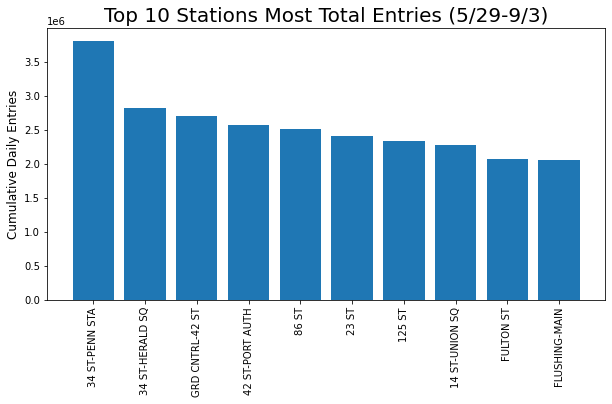 Top 10 Stations Most Total Entries (5/29-9/3)
1e6
Cumulative Daily Entries
3.5
3.0
2.5
2.0
1.5
1.0
0.5
0.0
34 ST-PENN STA
34 ST-HERALD SQ
GRD CNTRL-42 ST
42 ST-PORT AUTH
86 ST
23 ST
125 ST
14 ST-UNION SQ
FULTON ST
FLUSHING-MAIN